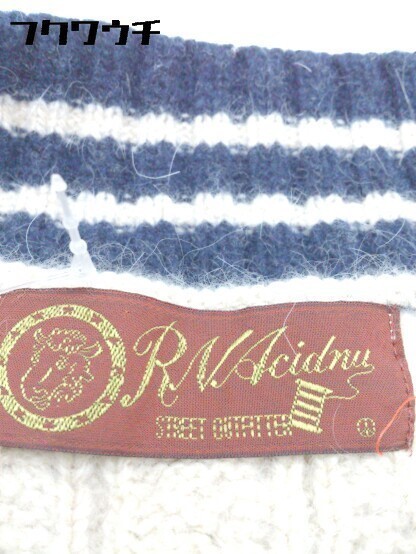 フクワウチ
RNAcidnu
STREET OUTFITTER